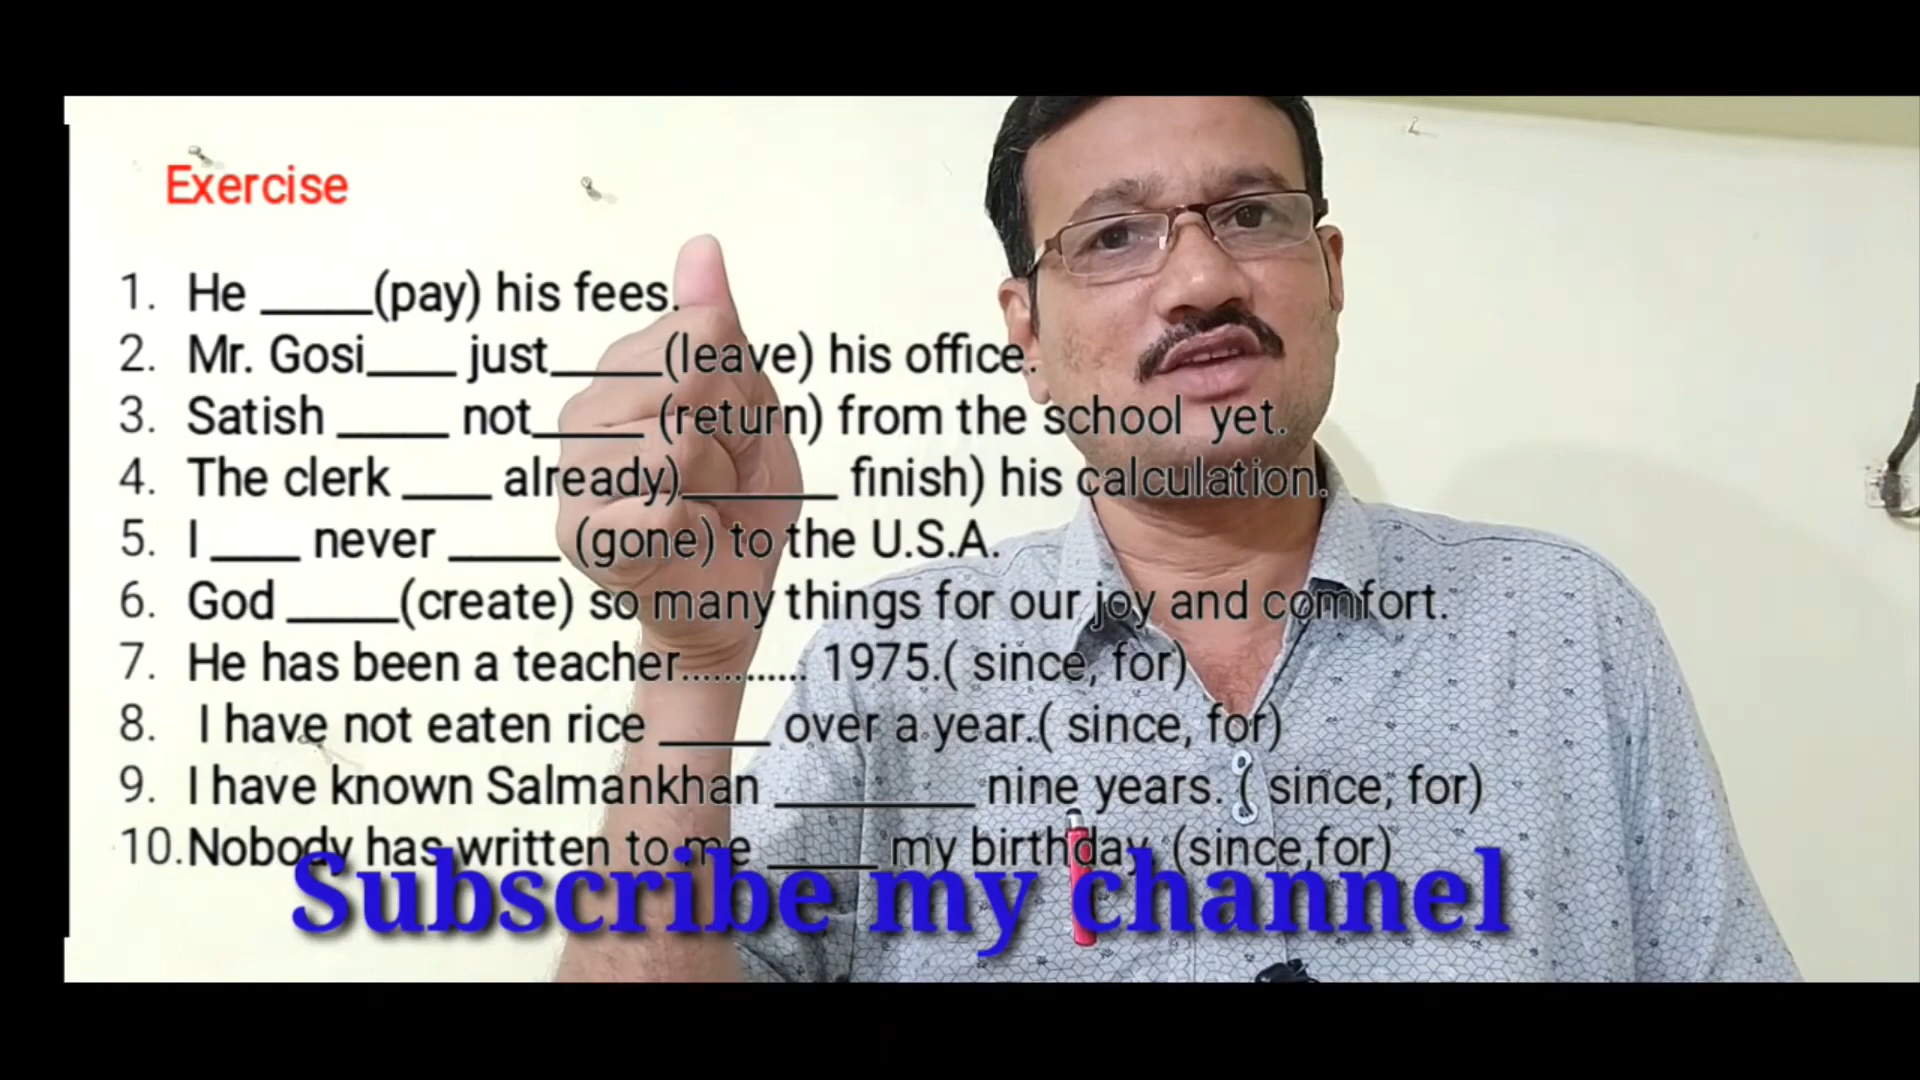 Exercise
1. He _____(pay) his fees.
2. Mr. Gosi____ just_____(leave) his office.
3. Satish _____ not_____ (return) from the school yet.
4. The clerk ____ already)_______ finish) his calculation.
5. I ____ never _____ (gone) to the U.S.A.
6. God _____(create) so many things for our joy and comfort.
7. He has been a teacher............ 1975.( since, for)
8. I have not eaten rice _____ over a year.( since, for)
9. I have known Salmankhan _________ nine years. ( since, for)
10.Nobody has written to me _____ my birthday. (since,for)
Subscribe my channel